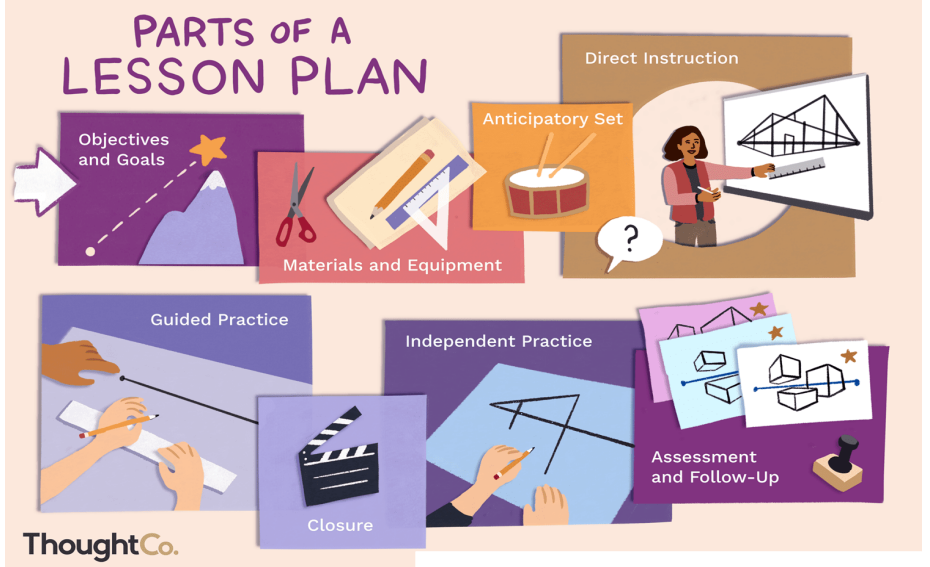 PARTS OF A
LESSON PLAN
Objectives
and Goals
Materials and Equipment
Anticipatory Set
Direct Instruction
?
Guided Practice
Closure
Independent Practice
Assessment
and Follow-Up
ThoughtCo.